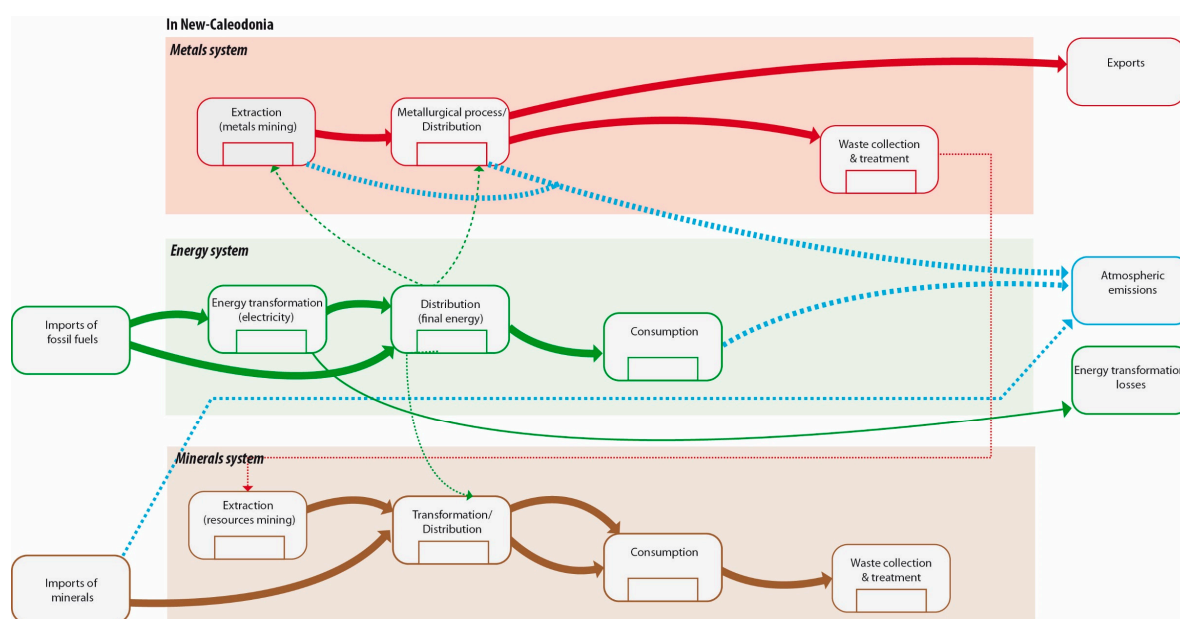 In New-Caleodonia
Metals system
Exports
Extraction
(metals mining)
Metallurgical process/
Distribution
Waste collection
& treatment
Energy system
Atmospheric
emissions
Energy transformation
(electricity)
Distribution
(final energy)
Imports of
fossil fuels
Consumption
Energy transformation
losses
Minerals system
Extraction
(resources mining)
Transformation/
Distribution
Consumption
Waste collection
& treatment
Imports of
minerals